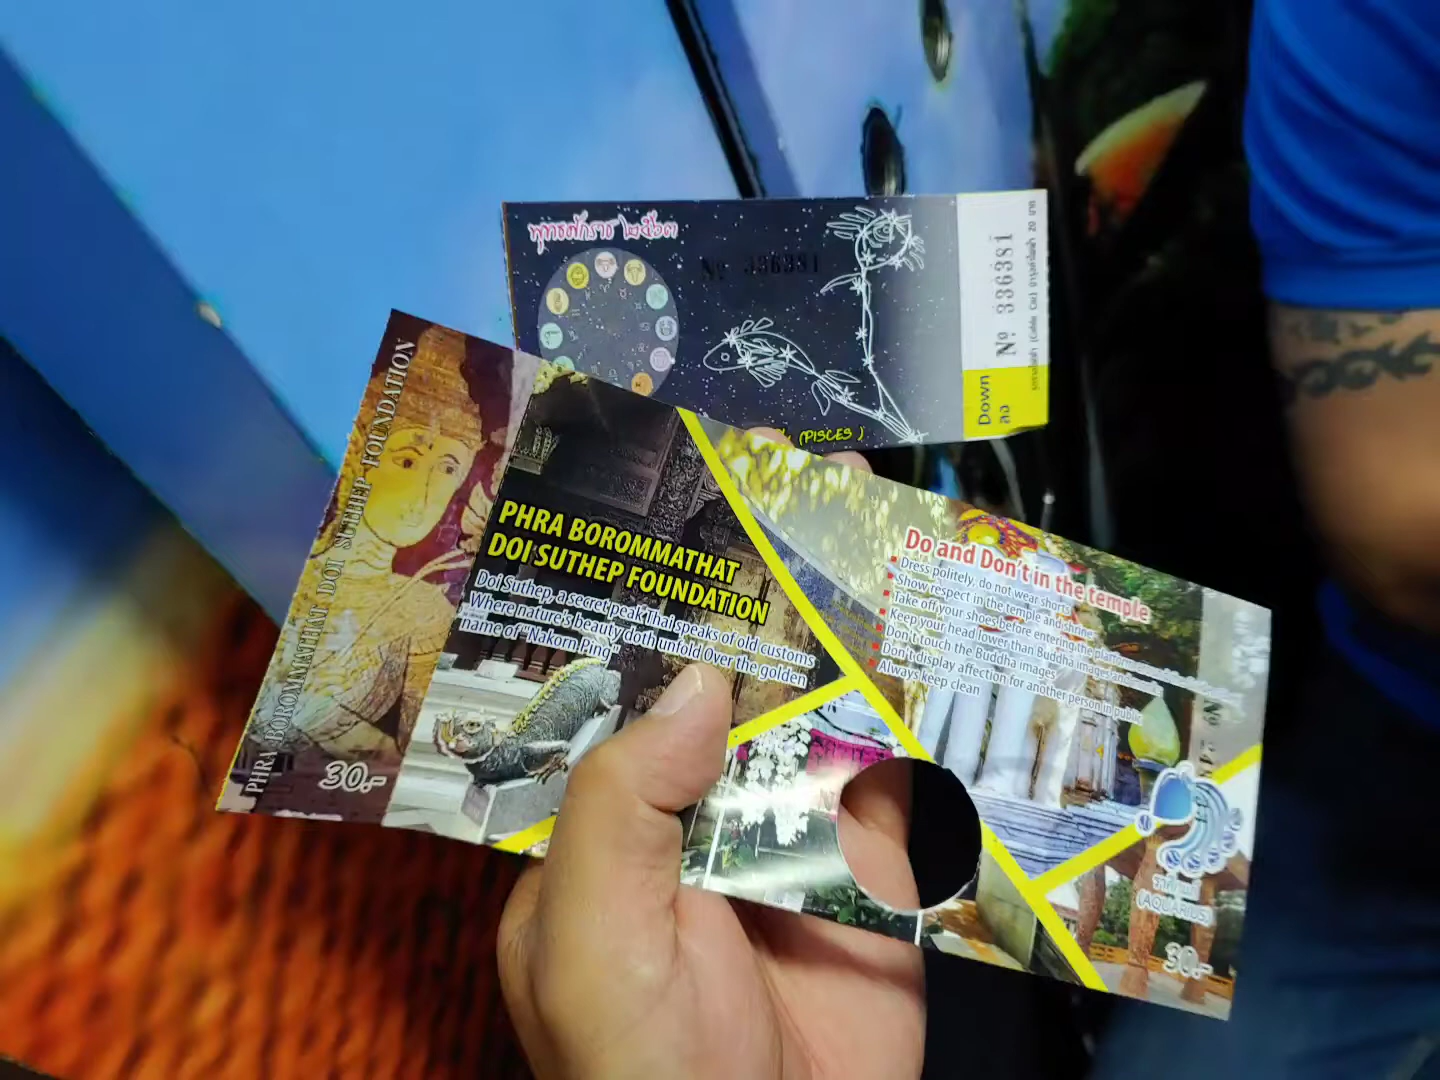 พุทธศักราช ๒๕๖๓
Nº 336381
(PISCES)
Nº 336381
Down
ลง
PHRA BOROMMATHAT DOI SUTHEP FOUNDATION
30.-
PHRA BOROMMATHAT
DOI SUTHEP FOUNDATION
Doi Suthep, a secret peak Thai speaks of old customs
Where nature's beauty doth unfold Over the golden
name of "Nakorn Ping"
Do and Don't in the temple
Dress politely, do not wear shorts
Show respect in the temple and shrine
Take off your shoes before entering the platform
Keep your head lower than Buddha images and
Don't touch the Buddha images
Don't display affection for another person in public
Always keep clean
Nº
(AQUARIUS)
30.-